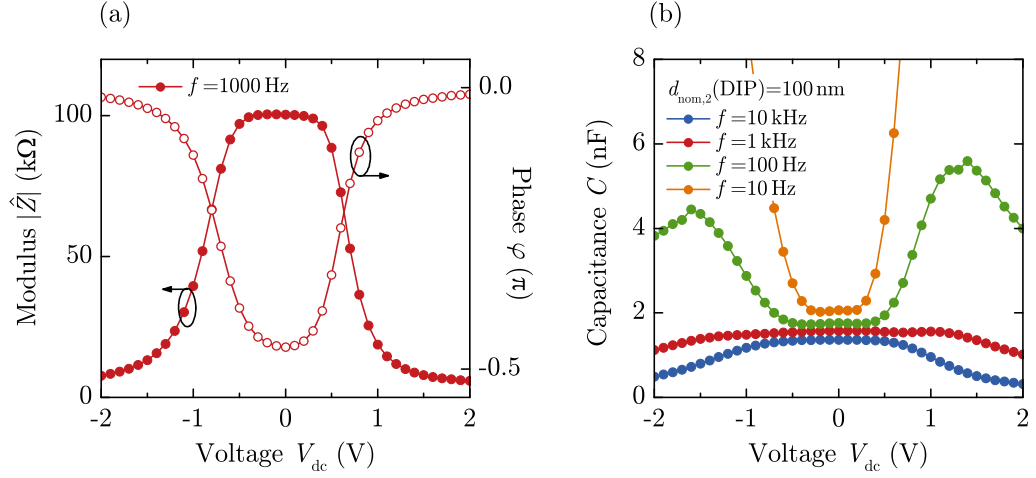 (a)
f=1000 Hz
Modulus |Ẑ| (kΩ)
100
50
0
0.0
-0.5
Phase φ (π)
-2 -1 0 1 2
Voltage V_dc (V)
(b)
d_nom,2(DIP)=100 nm
f=10 kHz
f=1 kHz
f=100 Hz
f=10 Hz
Capacitance C (nF)
8
6
4
2
0
-2 -1 0 1 2
Voltage V_dc (V)